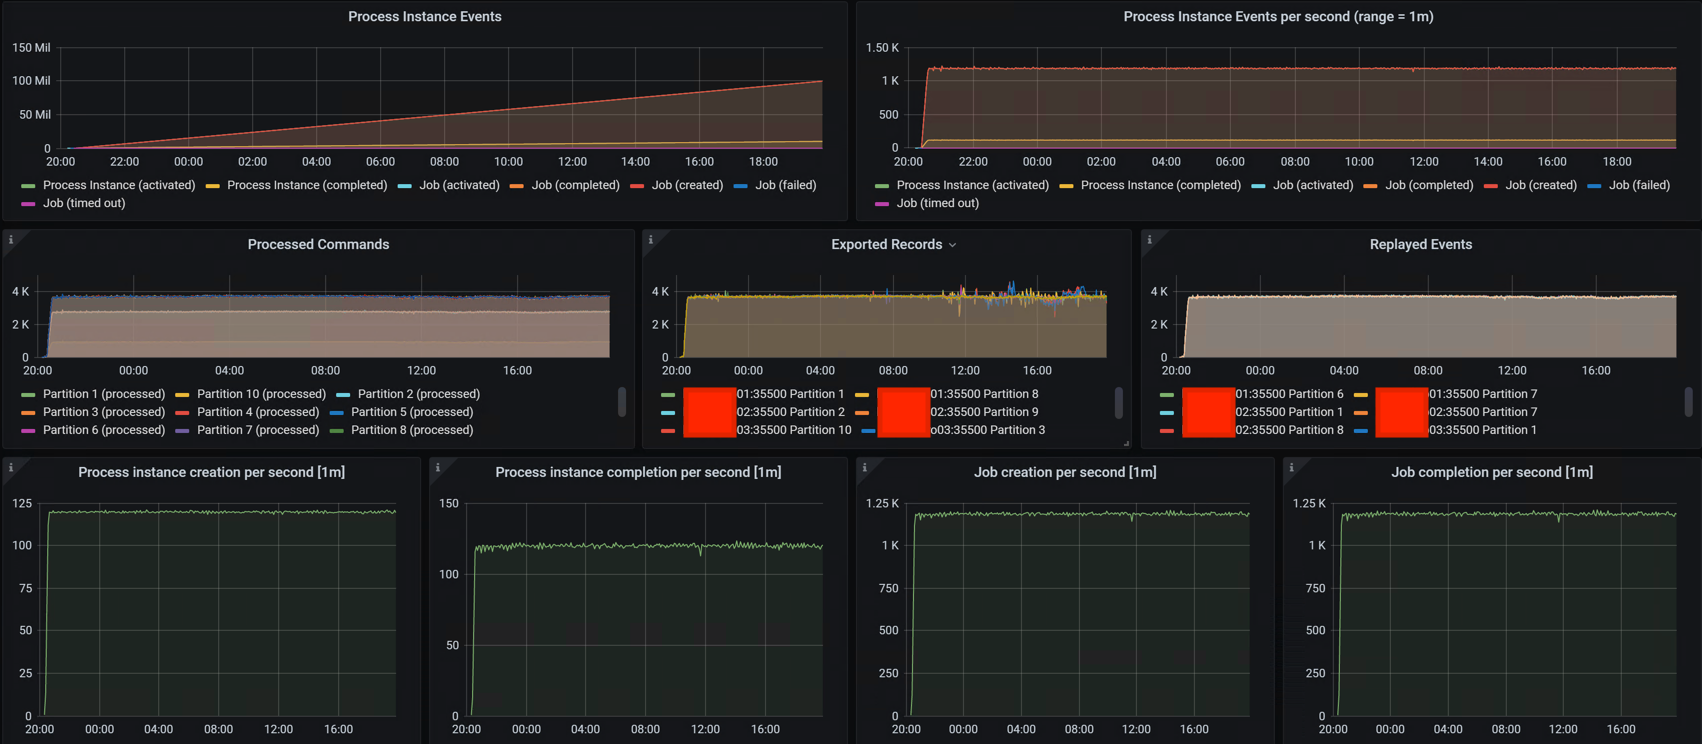 Process Instance Events
150 Mil
100 Mil
50 Mil
0
20:00 22:00 00:00 02:00 04:00 06:00 08:00 10:00 12:00 14:00 16:00 18:00
Process Instance (activated) Process Instance (completed) Job (activated) Job (completed) Job (created) Job (failed)
Job (timed out)
Process Instance Events per second (range = 1m)
1.50 K
1 K
500
0
20:00 22:00 00:00 02:00 04:00 06:00 08:00 10:00 12:00 14:00 16:00 18:00
Process Instance (activated) Process Instance (completed) Job (activated) Job (completed) Job (created) Job (failed)
Job (timed out)
i
Processed Commands
4 K
2 K
0
20:00 00:00 04:00 08:00 12:00 16:00
Partition 1 (processed) Partition 10 (processed) Partition 2 (processed)
Partition 3 (processed) Partition 4 (processed) Partition 5 (processed)
Partition 6 (processed) Partition 7 (processed) Partition 8 (processed)
i
Exported Records
4 K
2 K
0
20:00 00:00 04:00 08:00 12:00 16:00
01:35500 Partition 1 01:35500 Partition 8
02:35500 Partition 2 02:35500 Partition 9
03:35500 Partition 10 o03:35500 Partition 3
i
Replayed Events
4 K
2 K
0
20:00 00:00 04:00 08:00 12:00 16:00
01:35500 Partition 6 01:35500 Partition 7
02:35500 Partition 1 02:35500 Partition 7
02:35500 Partition 8 03:35500 Partition 1
i
Process instance creation per second [1m]
125
100
75
50
25
0
20:00 00:00 04:00 08:00 12:00 16:00
i
Process instance completion per second [1m]
150
100
50
0
20:00 00:00 04:00 08:00 12:00 16:00
i
Job creation per second [1m]
1.25 K
1 K
750
500
250
0
20:00 00:00 04:00 08:00 12:00 16:00
i
Job completion per second [1m]
1.25 K
1 K
750
500
250
0
20:00 00:00 04:00 08:00 12:00 16:00